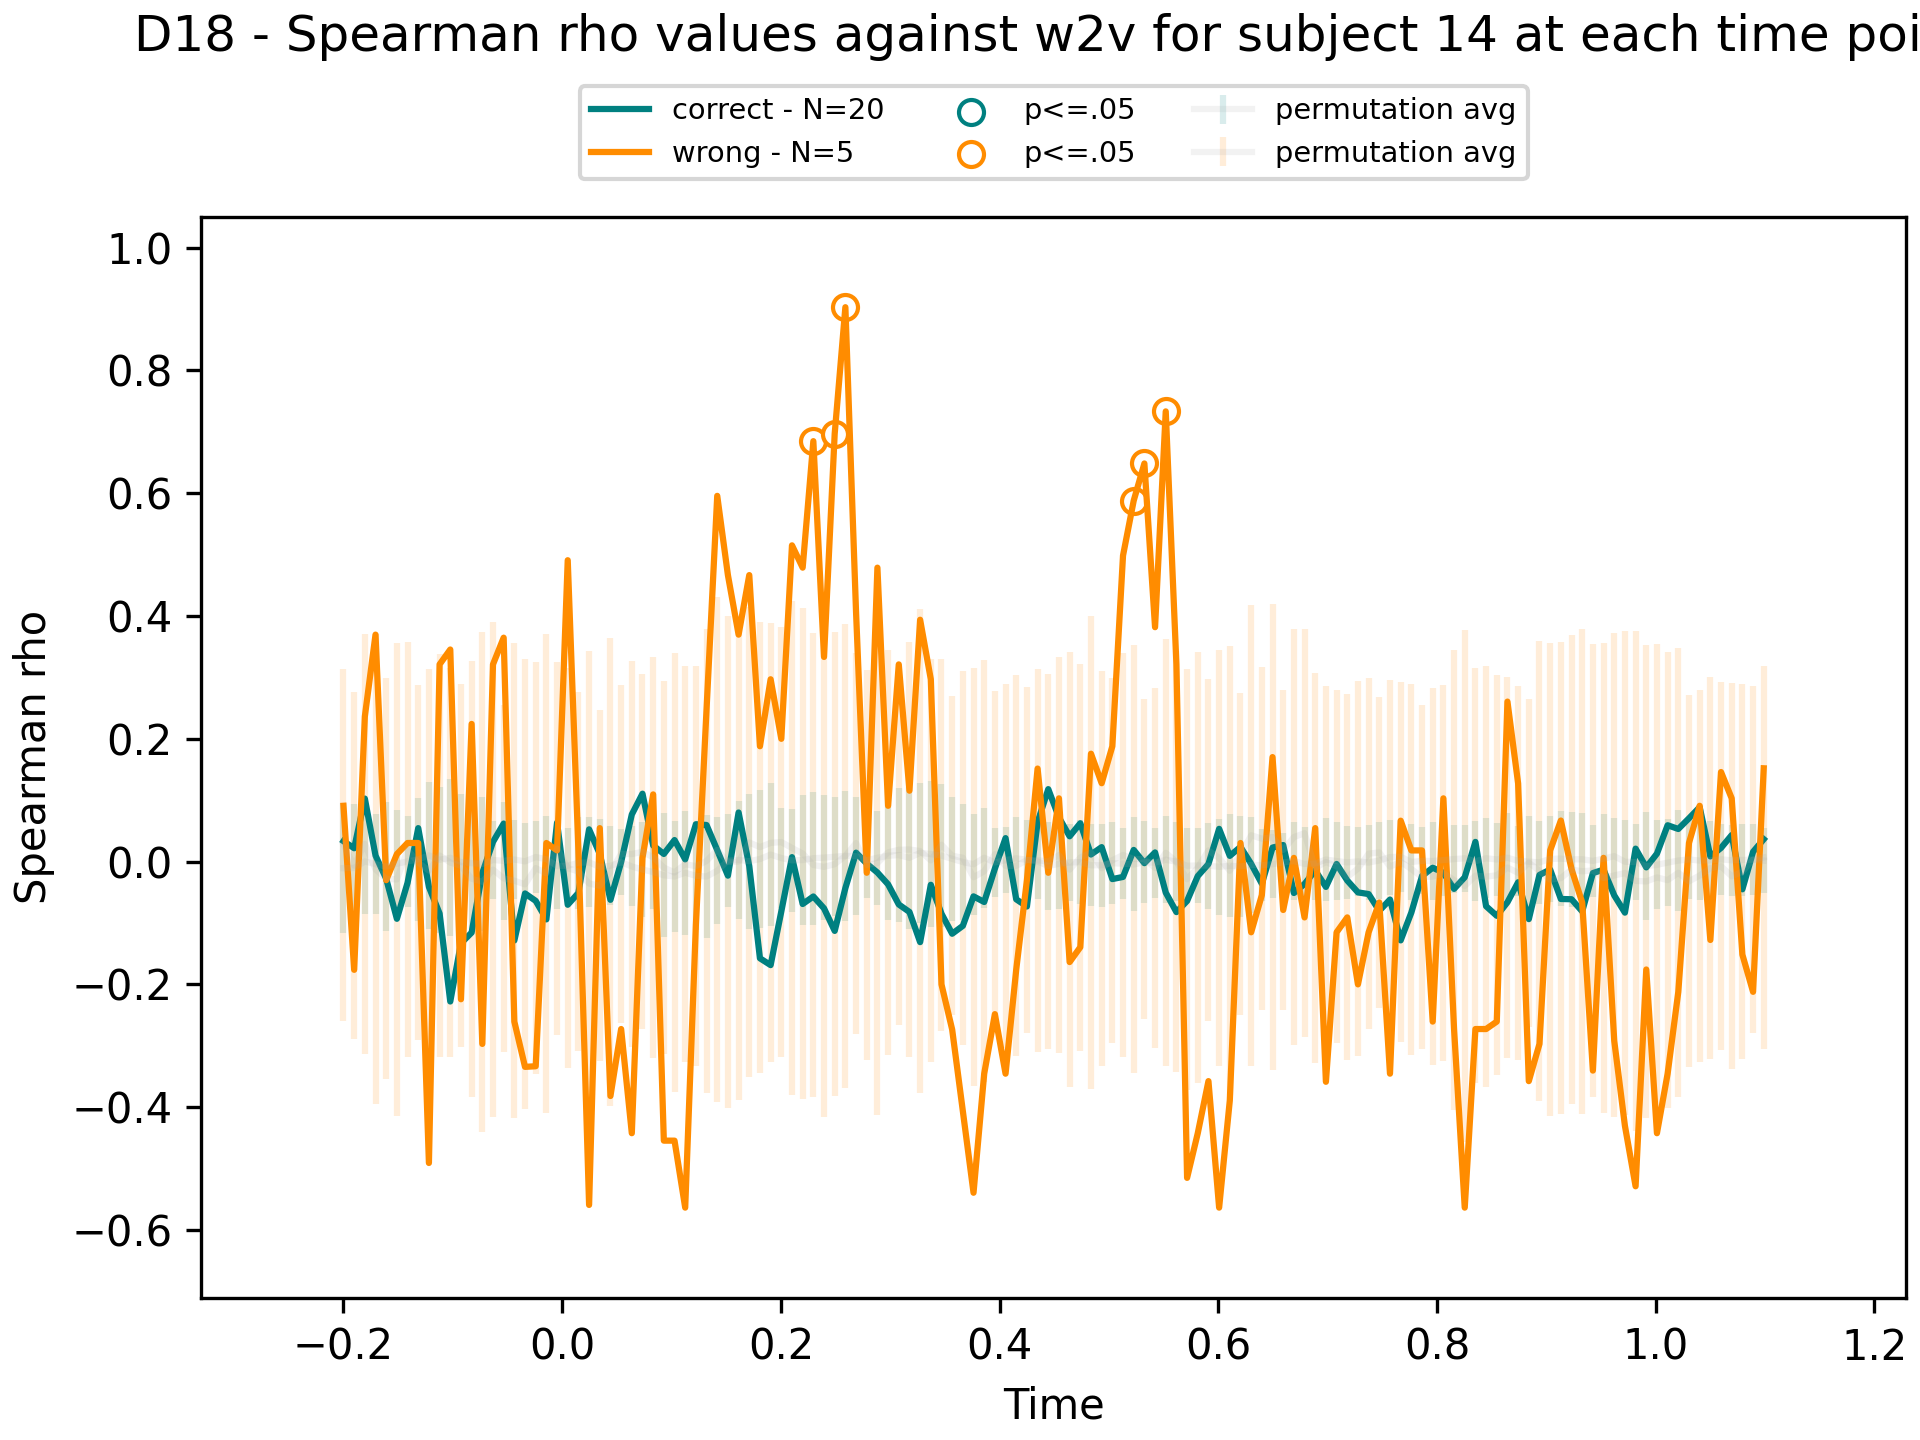 D18 - Spearman rho values against w2v for subject 14 at each time poi
correct - N=20
wrong - N=5
p<=.05
p<=.05
permutation avg
permutation avg
1.0
0.8
0.6
0.4
0.2
0.0
−0.2
−0.4
−0.6
Spearman rho
−0.2
0.0
0.2
0.4
0.6
0.8
1.0
1.2
Time